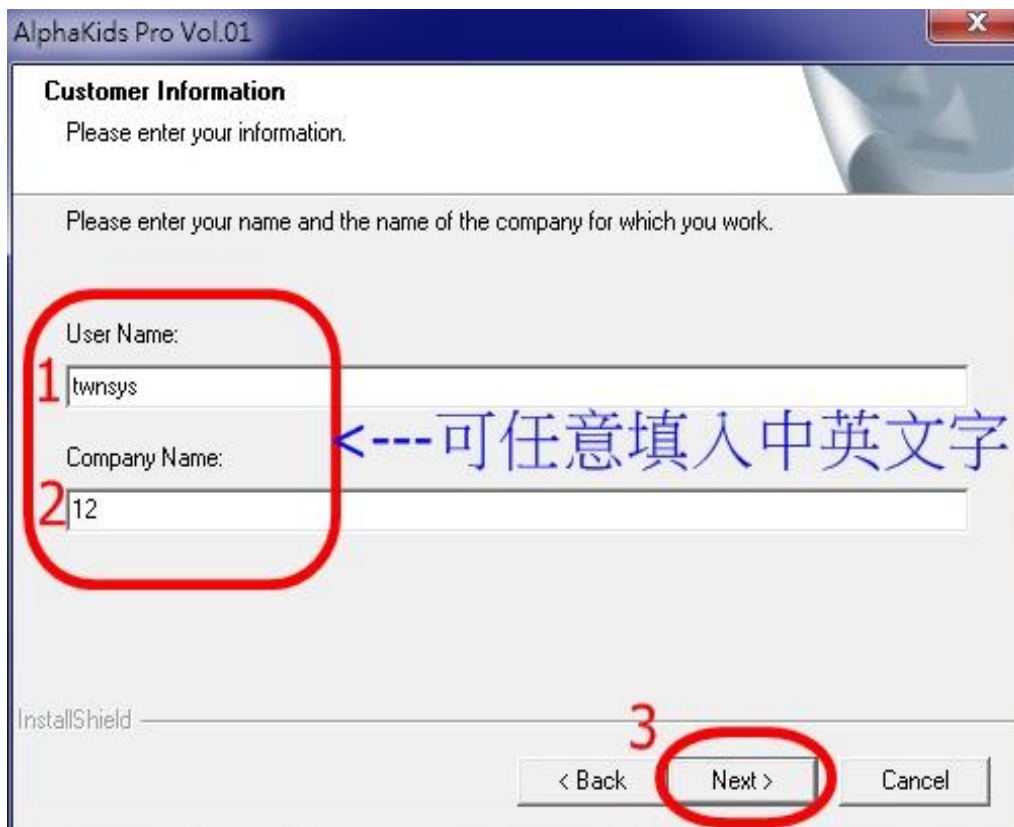 AlphaKids Pro Vol.01
Customer Information
Please enter your information.
Please enter your name and the name of the company for which you work.
User Name:
1 twnsys
<---可任意填入中英文字
Company Name:
2 12
InstallShield
3
< Back Next > Cancel